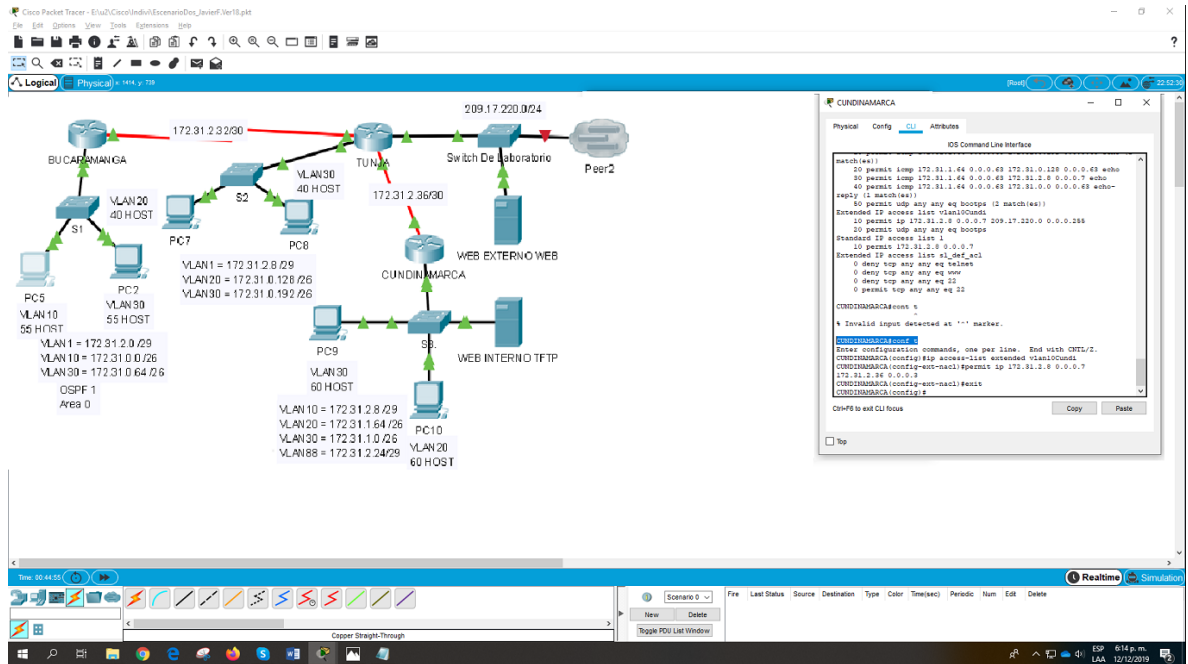 Cisco Packet Tracer - E:\u2\Cisco\Indivi\EscenarioDos_JavierF.Ver18.pkt
File Edit Options View Tools Extensions Help
?
Logical Physical x: 1414, y: 739 [Root] 22:52:30
209.17.220.0/24
172.31.2.32/30
BUCARAMANGA
TUNJA
Switch De Laboratorio
Peer2
VLAN30
40 HOST
S2
172.31.2.36/30
VLAN 20
40 HOST
S1
PC7
PC8
WEB EXTERNO WEB
CUNDINAMARCA
VLAN1 = 172.31.2.8 /29
VLAN20 = 172.31.0.128 /26
VLAN30 = 172.31.0.192 /26
PC5
VLAN 10
55 HOST
PC2
VLAN 30
55 HOST
VLAN 1 = 172.31.2.0 /29
VLAN 10 = 172.31.0.0 /26
VLAN 30 = 172.31.0.64 /26
OSPF 1
Area 0
PC9
VLAN 30
60 HOST
S3.
WEB INTERNO TFTP
VLAN 10 = 172.31.2.8 /29
VLAN 20 = 172.31.1.64 /26
VLAN 30 = 172.31.1.0 /26
VLAN88 = 172.31.2.24/29
PC10
VLAN 20
60 HOST
CUNDINAMARCA
Physical Config CLI Attributes
IOS Command Line Interface
match(es))
20 permit icmp 172.31.1.64 0.0.0.63 172.31.0.128 0.0.0.63 echo
30 permit icmp 172.31.1.64 0.0.0.63 172.31.2.8 0.0.0.7 echo
40 permit icmp 172.31.1.64 0.0.0.63 172.31.0.0 0.0.0.63 echo-
reply (1 match(es))
50 permit udp any any eq bootps (2 match(es))
Extended IP access list vlan10Cundi
10 permit ip 172.31.2.8 0.0.0.7 209.17.220.0 0.0.0.255
20 permit udp any any eq bootps
Standard IP access list 1
10 permit 172.31.2.8 0.0.0.7
Extended IP access list sl_def_acl
0 deny tcp any any eq telnet
0 deny tcp any any eq www
0 deny tcp any any eq 22
0 permit tcp any any eq 22
CUNDINAMARCA#cont t
^
% Invalid input detected at '^' marker.
CUNDINAMARCA#conf t
Enter configuration commands, one per line. End with CNTL/Z.
CUNDINAMARCA(config)#ip access-list extended vlan10Cundi
CUNDINAMARCA(config-ext-nacl)#permit ip 172.31.2.8 0.0.0.7
172.31.2.36 0.0.0.3
CUNDINAMARCA(config-ext-nacl)#exit
CUNDINAMARCA(config)#
Ctrl+F6 to exit CLI focus Copy Paste
Top
Time: 00:44:55 Realtime Simulation
Scenario 0
New Delete
Toggle PDU List Window
Fire Last Status Source Destination Type Color Time(sec) Periodic Num Edit Delete
Copper Straight-Through
ESP 6:14 p. m.
LAA 12/12/2019